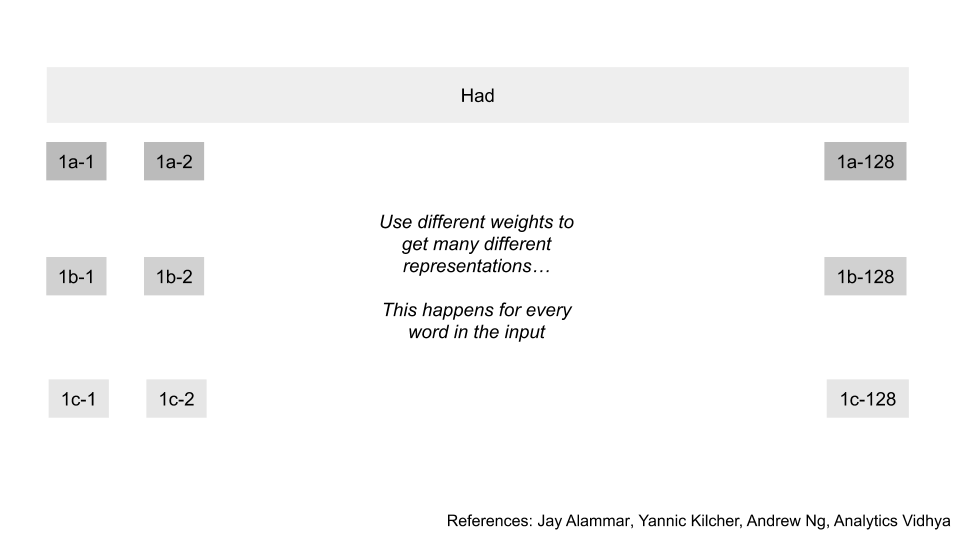 Had
1a-1 1a-2 1a-128
Use different weights to
get many different
representations…
1b-1 1b-2 1b-128
This happens for every
word in the input
1c-1 1c-2 1c-128
References: Jay Alammar, Yannic Kilcher, Andrew Ng, Analytics Vidhya